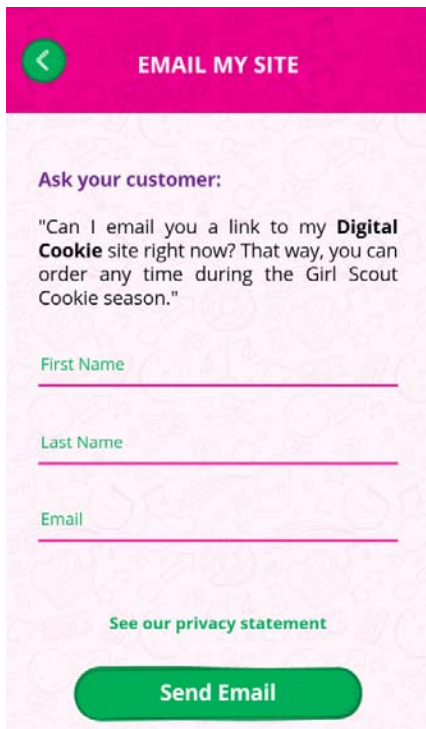 EMAIL MY SITE
Ask your customer:
"Can I email you a link to my Digital
Cookie site right now? That way, you can
order any time during the Girl Scout
Cookie season."
First Name
Last Name
Email
See our privacy statement
Send Email